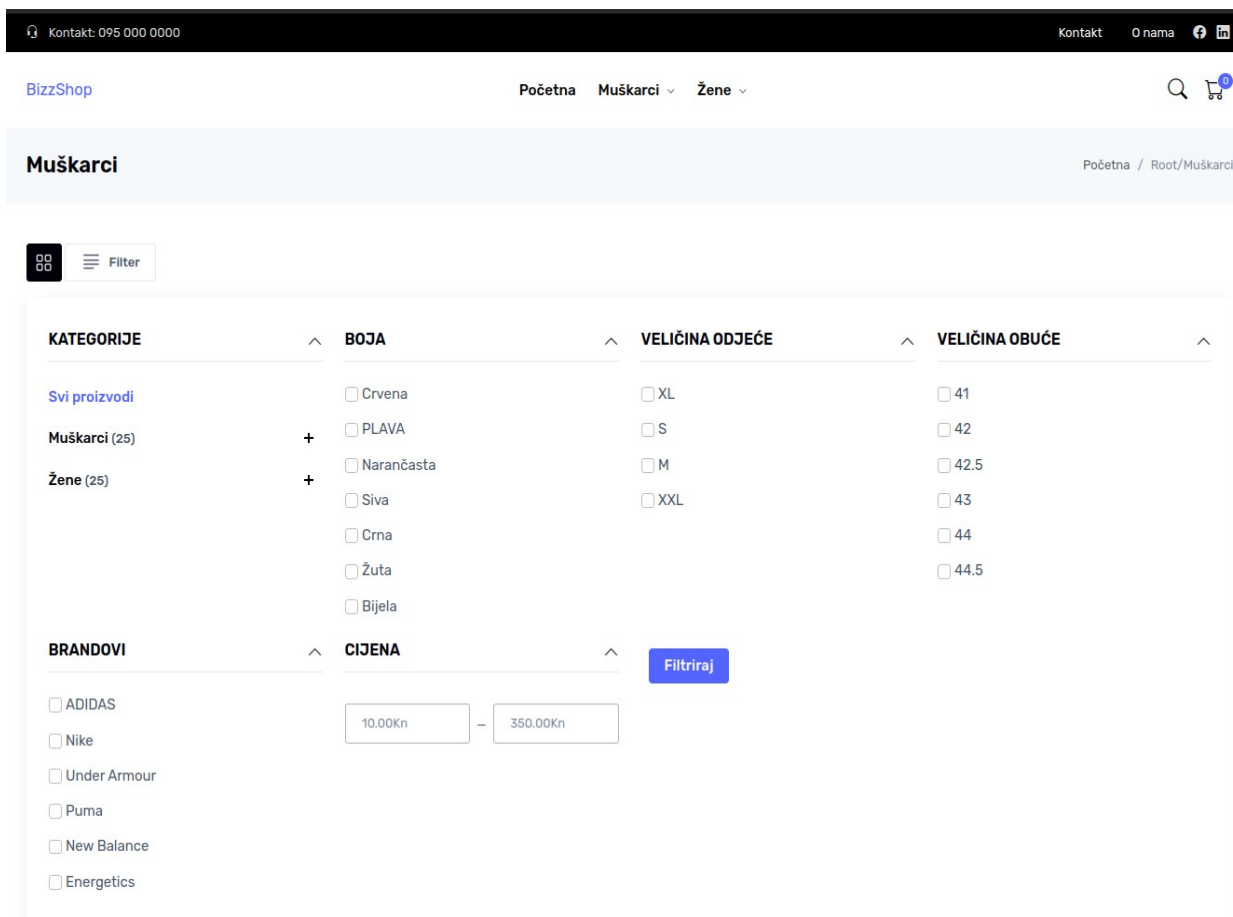 Kontakt: 095 000 0000
Kontakt O nama
BizzShop
Početna Muškarci Žene
0
Muškarci
Početna / Root/Muškarci
Filter
KATEGORIJE
Svi proizvodi
Muškarci (25) +
Žene (25) +
BOJA
Crvena
PLAVA
Narančasta
Siva
Crna
Žuta
Bijela
VELIČINA ODJEĆE
XL
S
M
XXL
VELIČINA OBUĆE
41
42
42.5
43
44
44.5
BRANDOVI
ADIDAS
Nike
Under Armour
Puma
New Balance
Energetics
CIJENA
10.00Kn – 350.00Kn
Filtriraj